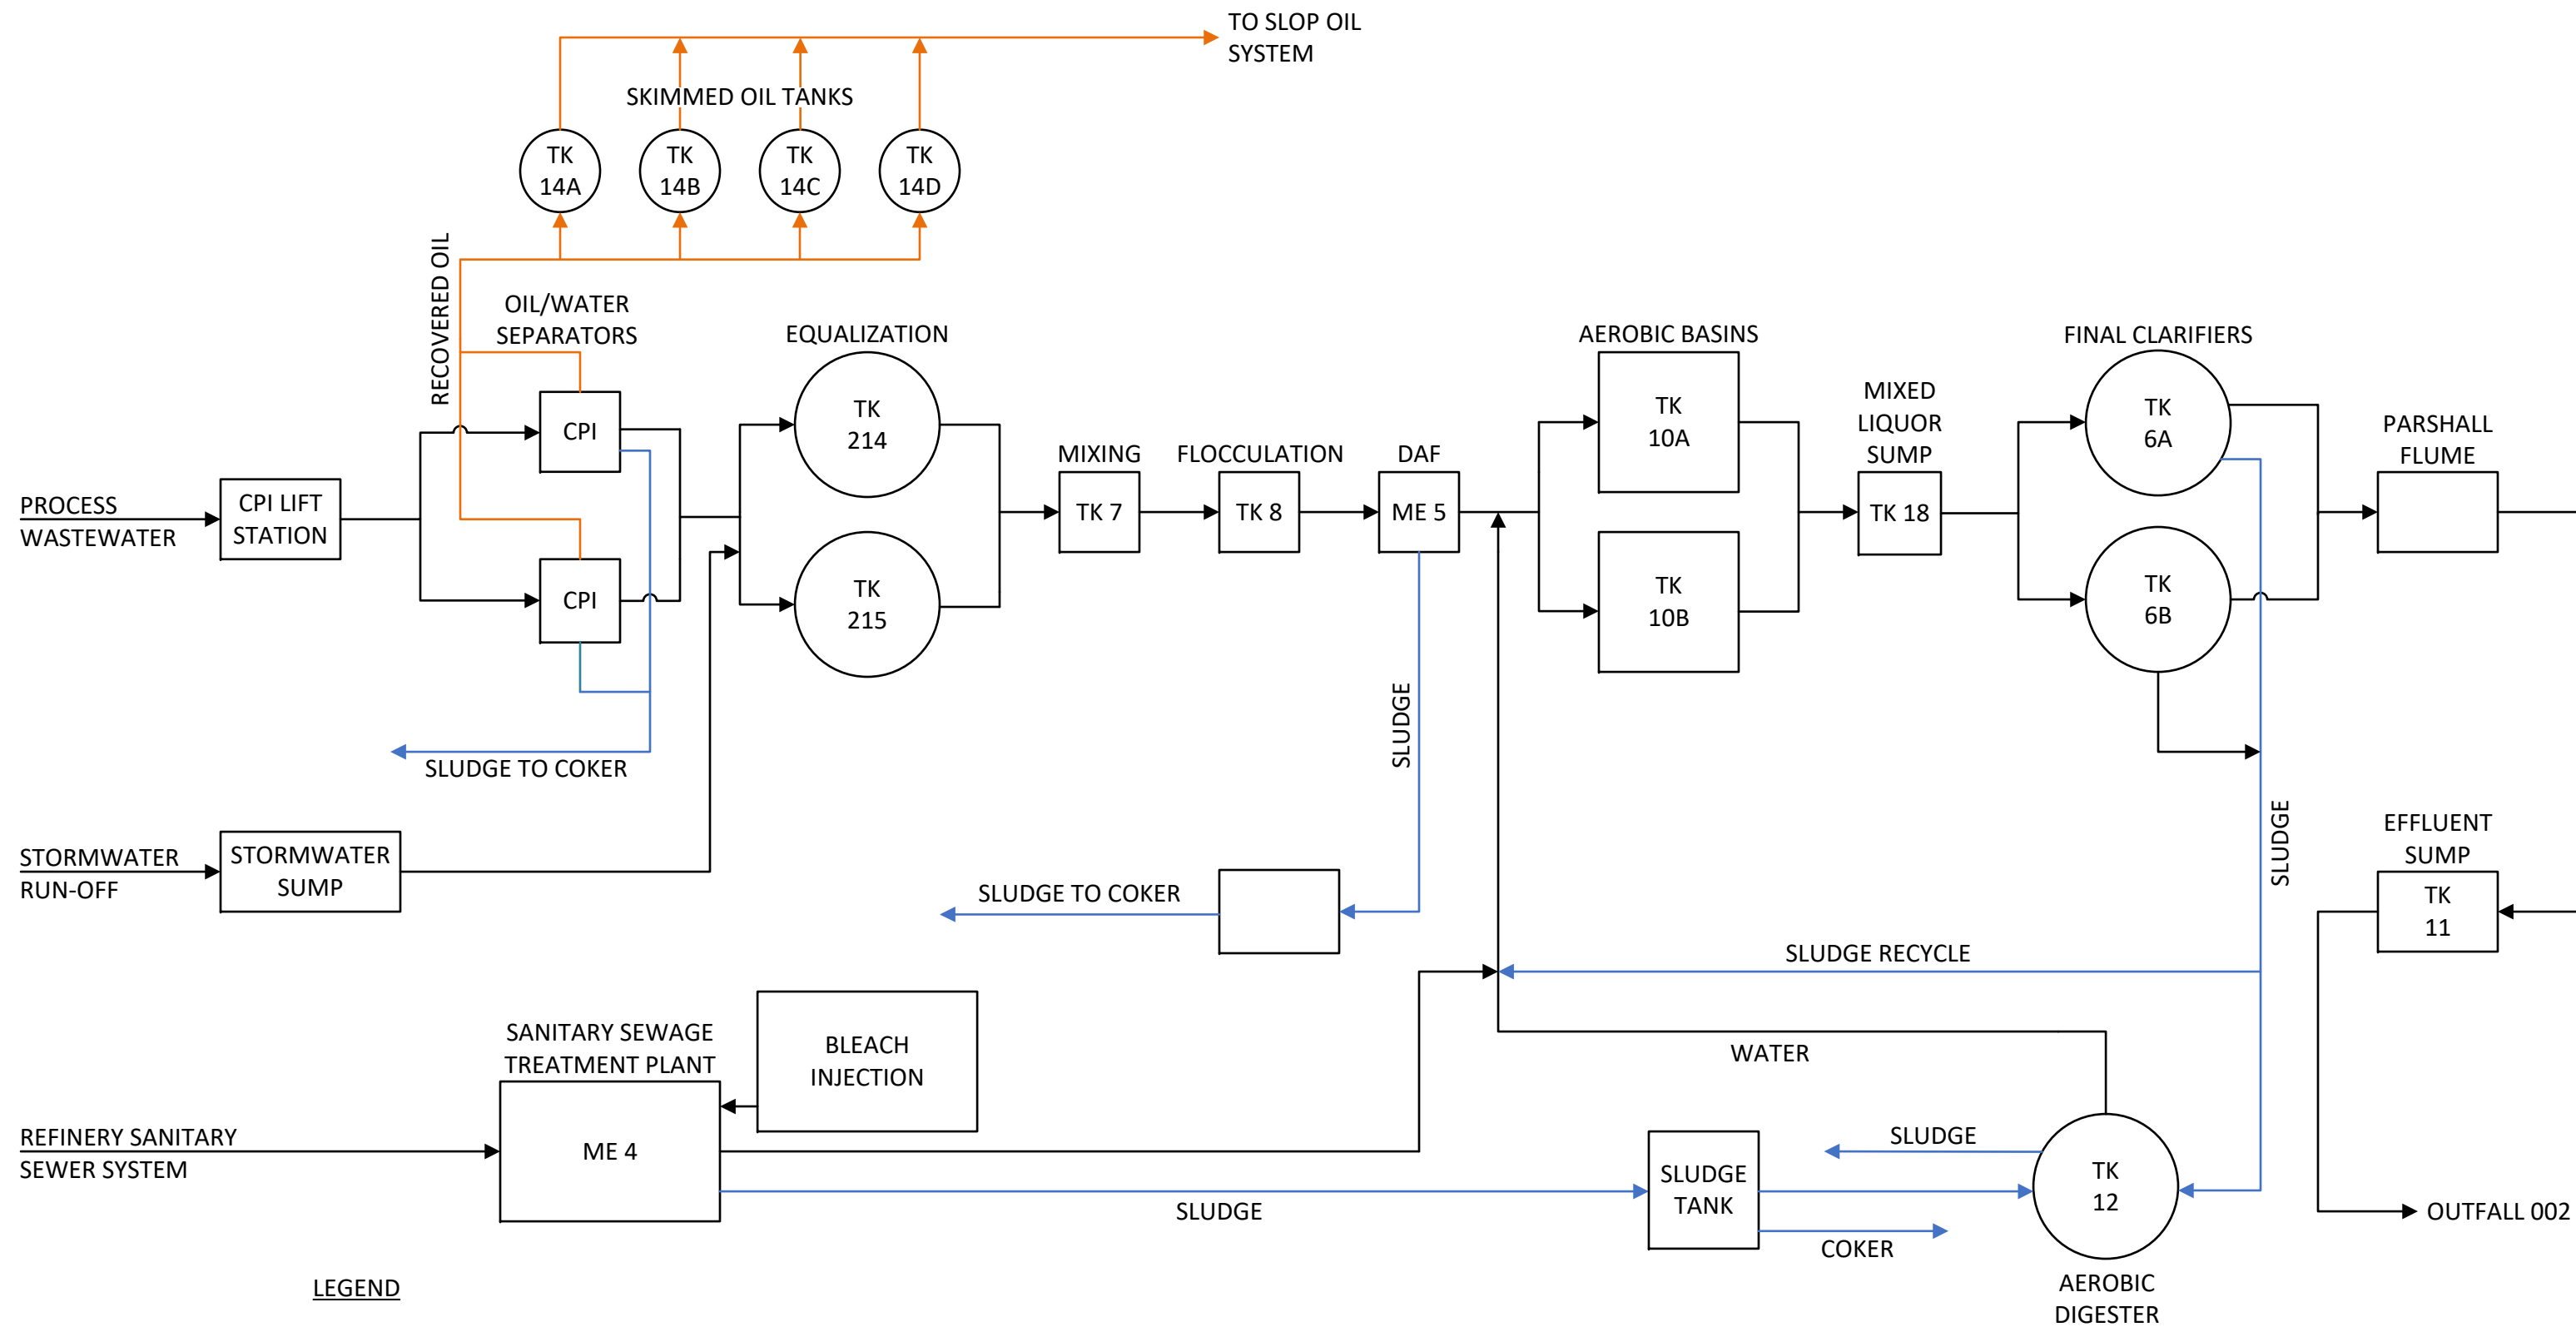 TO SLOP OIL
SYSTEM
SKIMMED OIL TANKS
TK
14A
TK
14B
TK
14C
TK
14D
RECOVERED OIL
OIL/WATER
SEPARATORS
EQUALIZATION
AEROBIC BASINS
FINAL CLARIFIERS
CPI
TK
214
MIXING
FLOCCULATION
DAF
TK
10A
MIXED
LIQUOR
SUMP
TK
6A
PARSHALL
FLUME
PROCESS
WASTEWATER
CPI LIFT
STATION
TK 7
TK 8
ME 5
TK 18
CPI
TK
215
TK
10B
TK
6B
SLUDGE
SLUDGE TO COKER
STORMWATER
RUN-OFF
STORMWATER
SUMP
SLUDGE TO COKER
SLUDGE
EFFLUENT
SUMP
TK
11
SLUDGE RECYCLE
SANITARY SEWAGE
TREATMENT PLANT
BLEACH
INJECTION
WATER
REFINERY SANITARY
SEWER SYSTEM
ME 4
SLUDGE
SLUDGE
TANK
SLUDGE
COKER
TK
12
AEROBIC
DIGESTER
OUTFALL 002
LEGEND